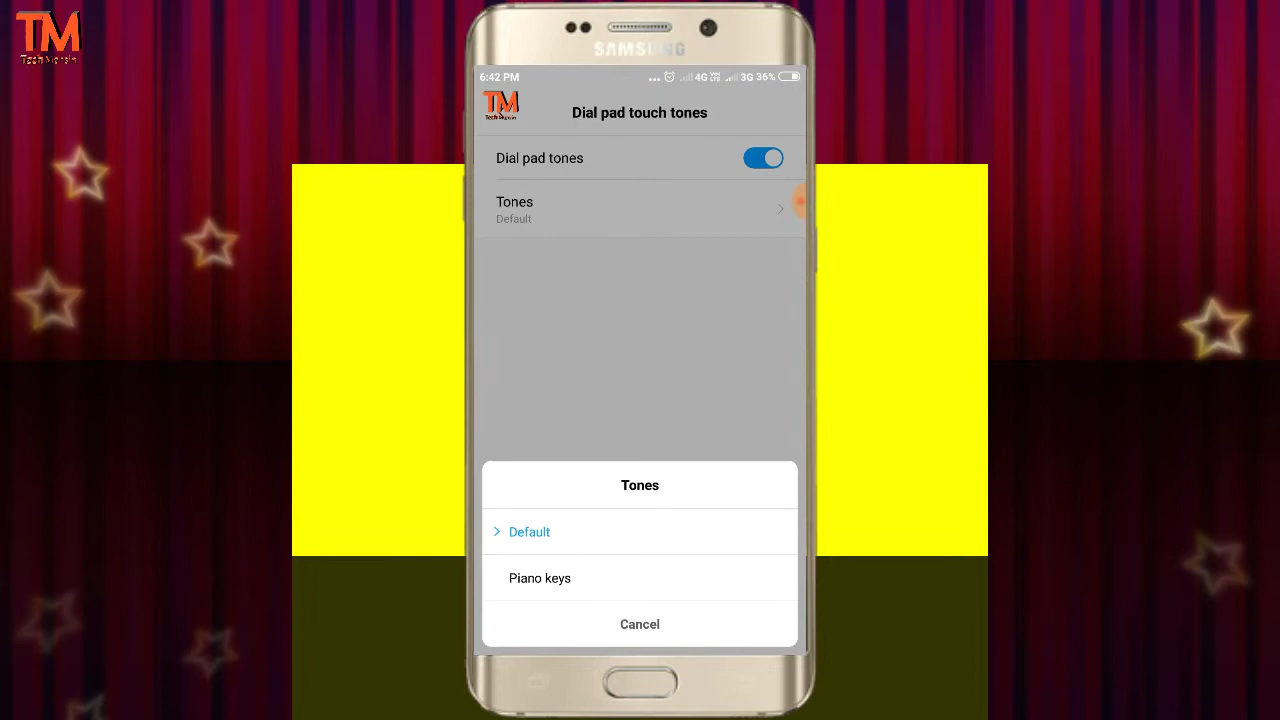 TM
SAMSUNG
6:42 PM
... 4G VoLTE 3G 36%
TM
Dial pad touch tones
Dial pad tones
Tones
Default
Tones
Default
Piano keys
Cancel